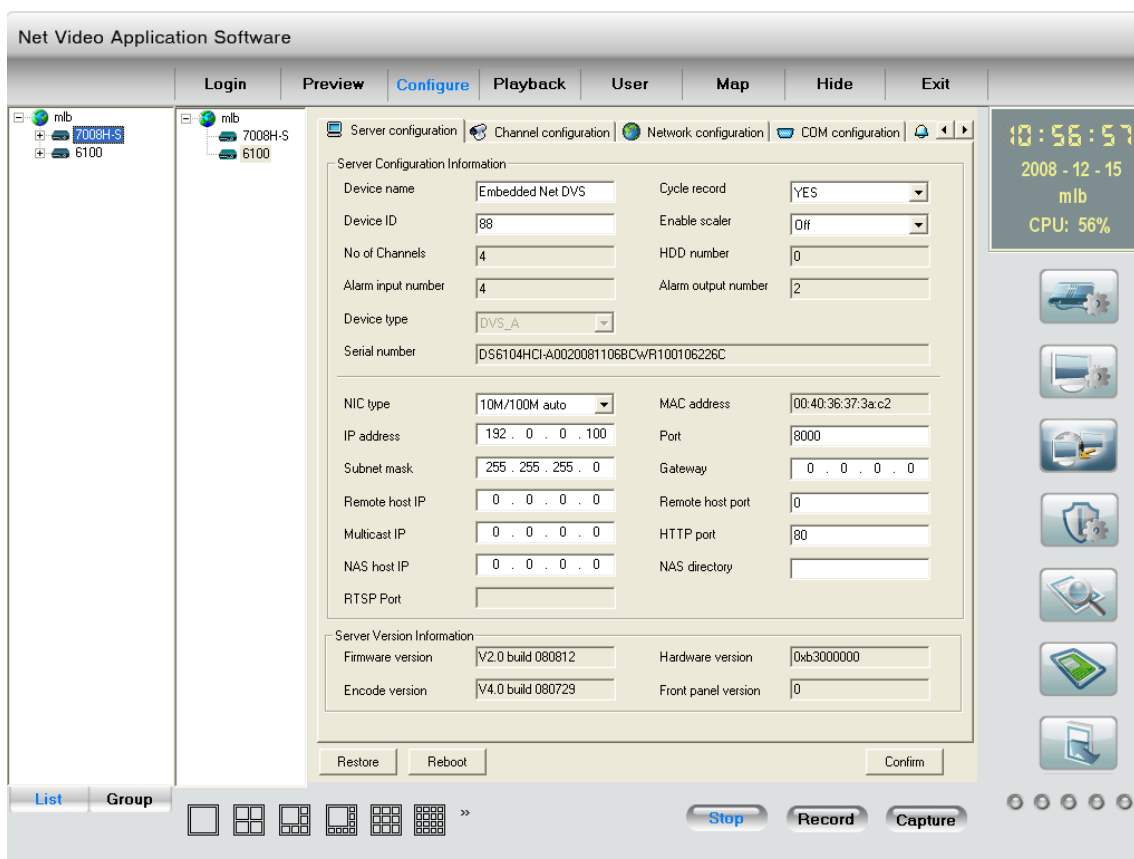 Net Video Application Software
Login Preview Configure Playback User Map Hide Exit
mlb
7008H-S
6100
mlb
7008H-S
6100
Server configuration Channel configuration Network configuration COM configuration
10:56:57
2008 - 12 - 15
mlb
CPU: 56%
Server Configuration Information
Device name Embedded Net DVS Cycle record YES
Device ID 88 Enable scaler Off
No of Channels 4 HDD number 0
Alarm input number 4 Alarm output number 2
Device type DVS_A
Serial number DS6104HCI-A0020081106BCWR100106226C
NIC type 10M/100M auto MAC address 00:40:36:37:3a:c2
IP address 192 . 0 . 0 . 100 Port 8000
Subnet mask 255 . 255 . 255 . 0 Gateway 0 . 0 . 0 . 0
Remote host IP 0 . 0 . 0 . 0 Remote host port 0
Multicast IP 0 . 0 . 0 . 0 HTTP port 80
NAS host IP 0 . 0 . 0 . 0 NAS directory
RTSP Port
Server Version Information
Firmware version V2.0 build 080812 Hardware version 0xb3000000
Encode version V4.0 build 080729 Front panel version 0
Restore Reboot Confirm
List Group
» Stop Record Capture